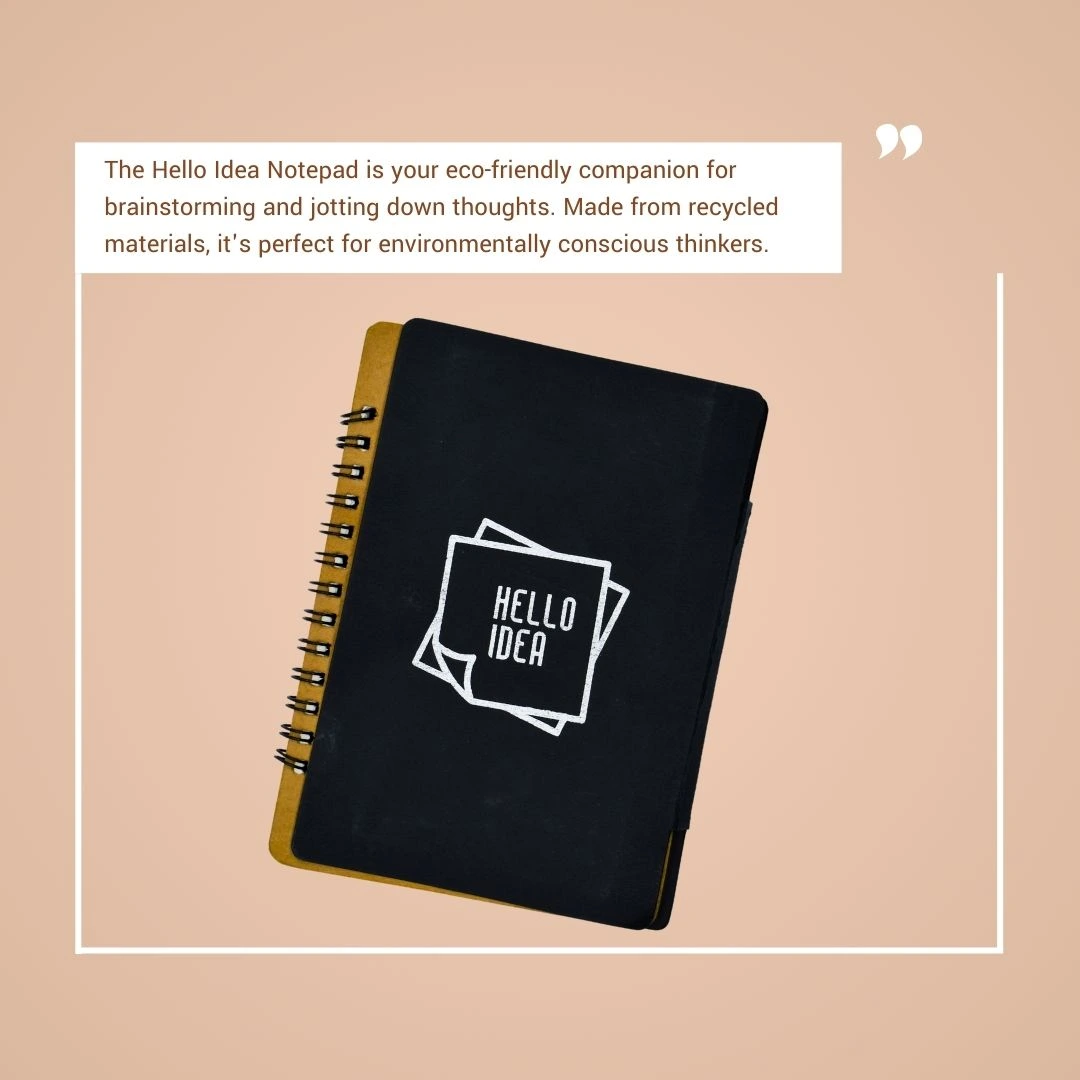 The Hello Idea Notepad is your eco-friendly companion for
brainstorming and jotting down thoughts. Made from recycled
materials, it's perfect for environmentally conscious thinkers.
”
HELLO
IDEA